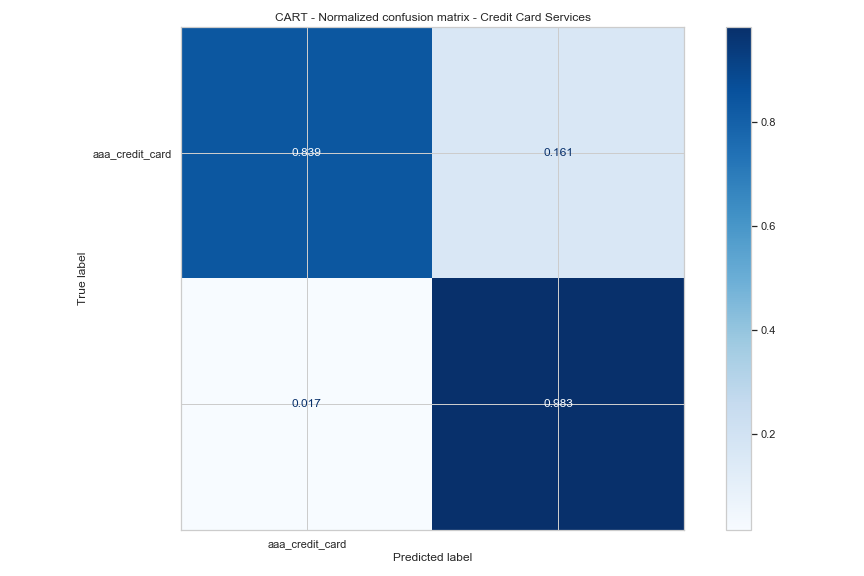 CART - Normalized confusion matrix - Credit Card Services
aaa_credit_card
0.839
0.161
0.017
0.983
True label
aaa_credit_card
Predicted label
0.8
0.6
0.4
0.2